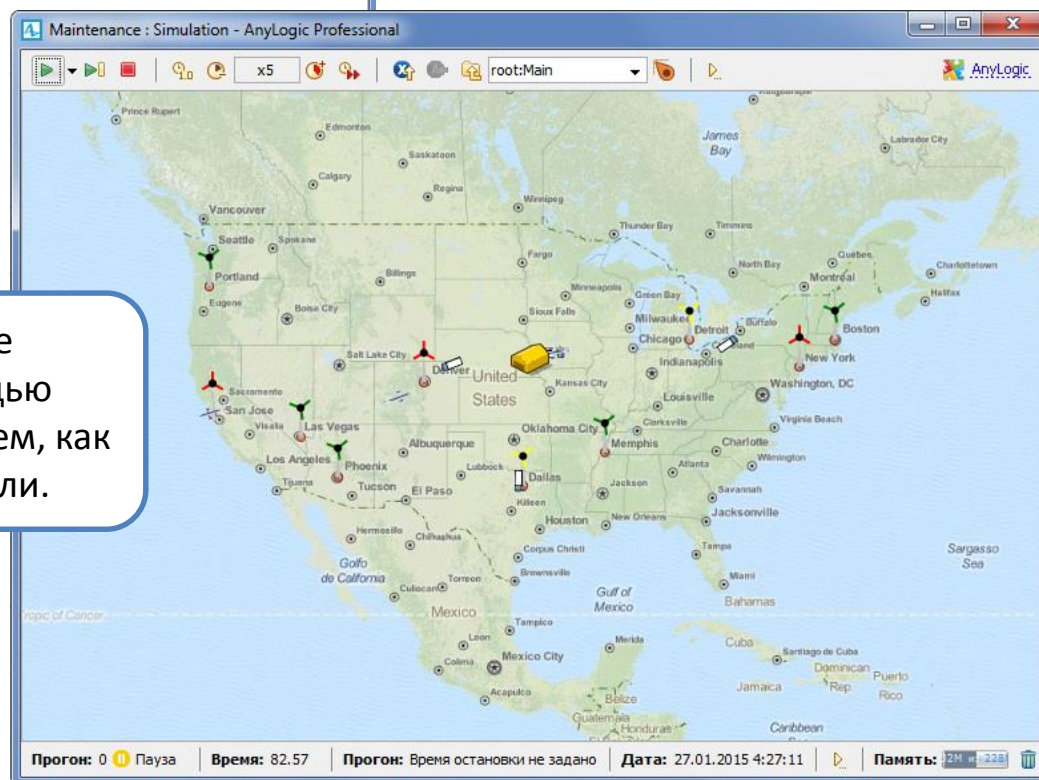 Maintenance : Simulation - AnyLogic Professional
x5
root:Main
AnyLogic
Prince Rupert
Edmonton
James
Bay
Labrador City
Saskatoon
Calgary
Regina
Winnipeg
Vancouver
Thunder Bay
Timmins
Seattle
Spokane
Fargo
North Bay
Québec
Montréal
Charlottetown
Portland
Billings
Minneapolis
Green Bay
Halifax
Eugene
Boise City
Sioux Falls
Milwaukee
Detroit
Buffalo
Boston
Chicago
Salt Lake City
Indianapolis
New York
Denver
United
States
Kansas City
Washington, DC
Sacramento
San Jose
Louisville
Visalia
Las Vegas
Oklahoma City
Clarksville
Virginia Beach
Albuquerque
Memphis
Charlotte
Los Angeles
Phoenix
Lubbock
Dallas
Atlanta
Wilmington
Tijuana
Tucson
El Paso
Jackson
Savannah
Killeen
Houston
New Orleans
Jacksonville
Hermosillo
Chihuahua
Corpus Christi
Tampa
Sargasso
Sea
Golfo
de California
Torreon
Brownsville
Miami
Culiacan
Gulf of
Mexico
Bahamas
Tropic of Cancer
Mexico
Tampico
Leon
Merida
Cuba
Santiago de Cuba
Colima
Mexico City
Dominican
Rep
Puerto
Rico
Jamaica
Acapulco
Belize
Guatemala
Honduras
Caribbean
е
цью
ем, как
ли.
Прогон: 0 Пауза Время: 82.57 Прогон: Время остановки не задано Дата: 27.01.2015 4:27:11 Память: